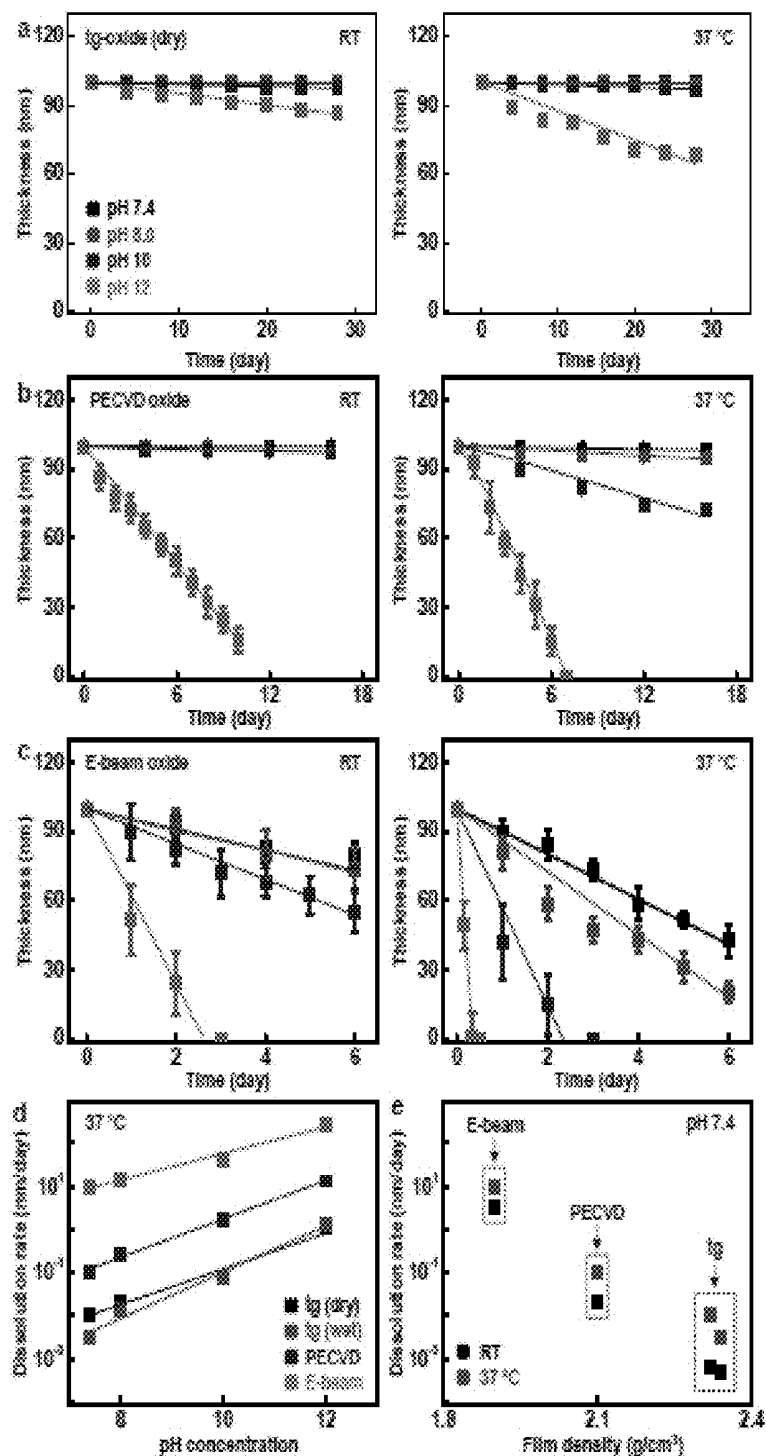 a tg-oxide (dry) RT 37 °C
120 120
90 90
60 60
30 30
0 0
Thickness (nm) Thickness (nm)
pH 7.4
pH 8.0
pH 10
pH 12
0 10 20 30 0 10 20 30
Time (day) Time (day)
b PECVD oxide RT 37 °C
120 120
90 90
60 60
30 30
0 0
Thickness (nm) Thickness (nm)
0 6 12 18 0 6 12 18
Time (day) Time (day)
c E-beam oxide RT 37 °C
120 120
90 90
60 60
30 30
0 0
Thickness (nm) Thickness (nm)
0 2 4 6 0 2 4 6
Time (day) Time (day)
d 37 °C e pH 7.4
E-beam
PECVD
tg
Dissolution rate (nm/day) Dissolution rate (nm/day)
tg (dry)
tg (wet)
PECVD
E-beam
RT
37 °C
8 10 12 1.8 2.1 2.4
pH concentration Film density (g/cm³)